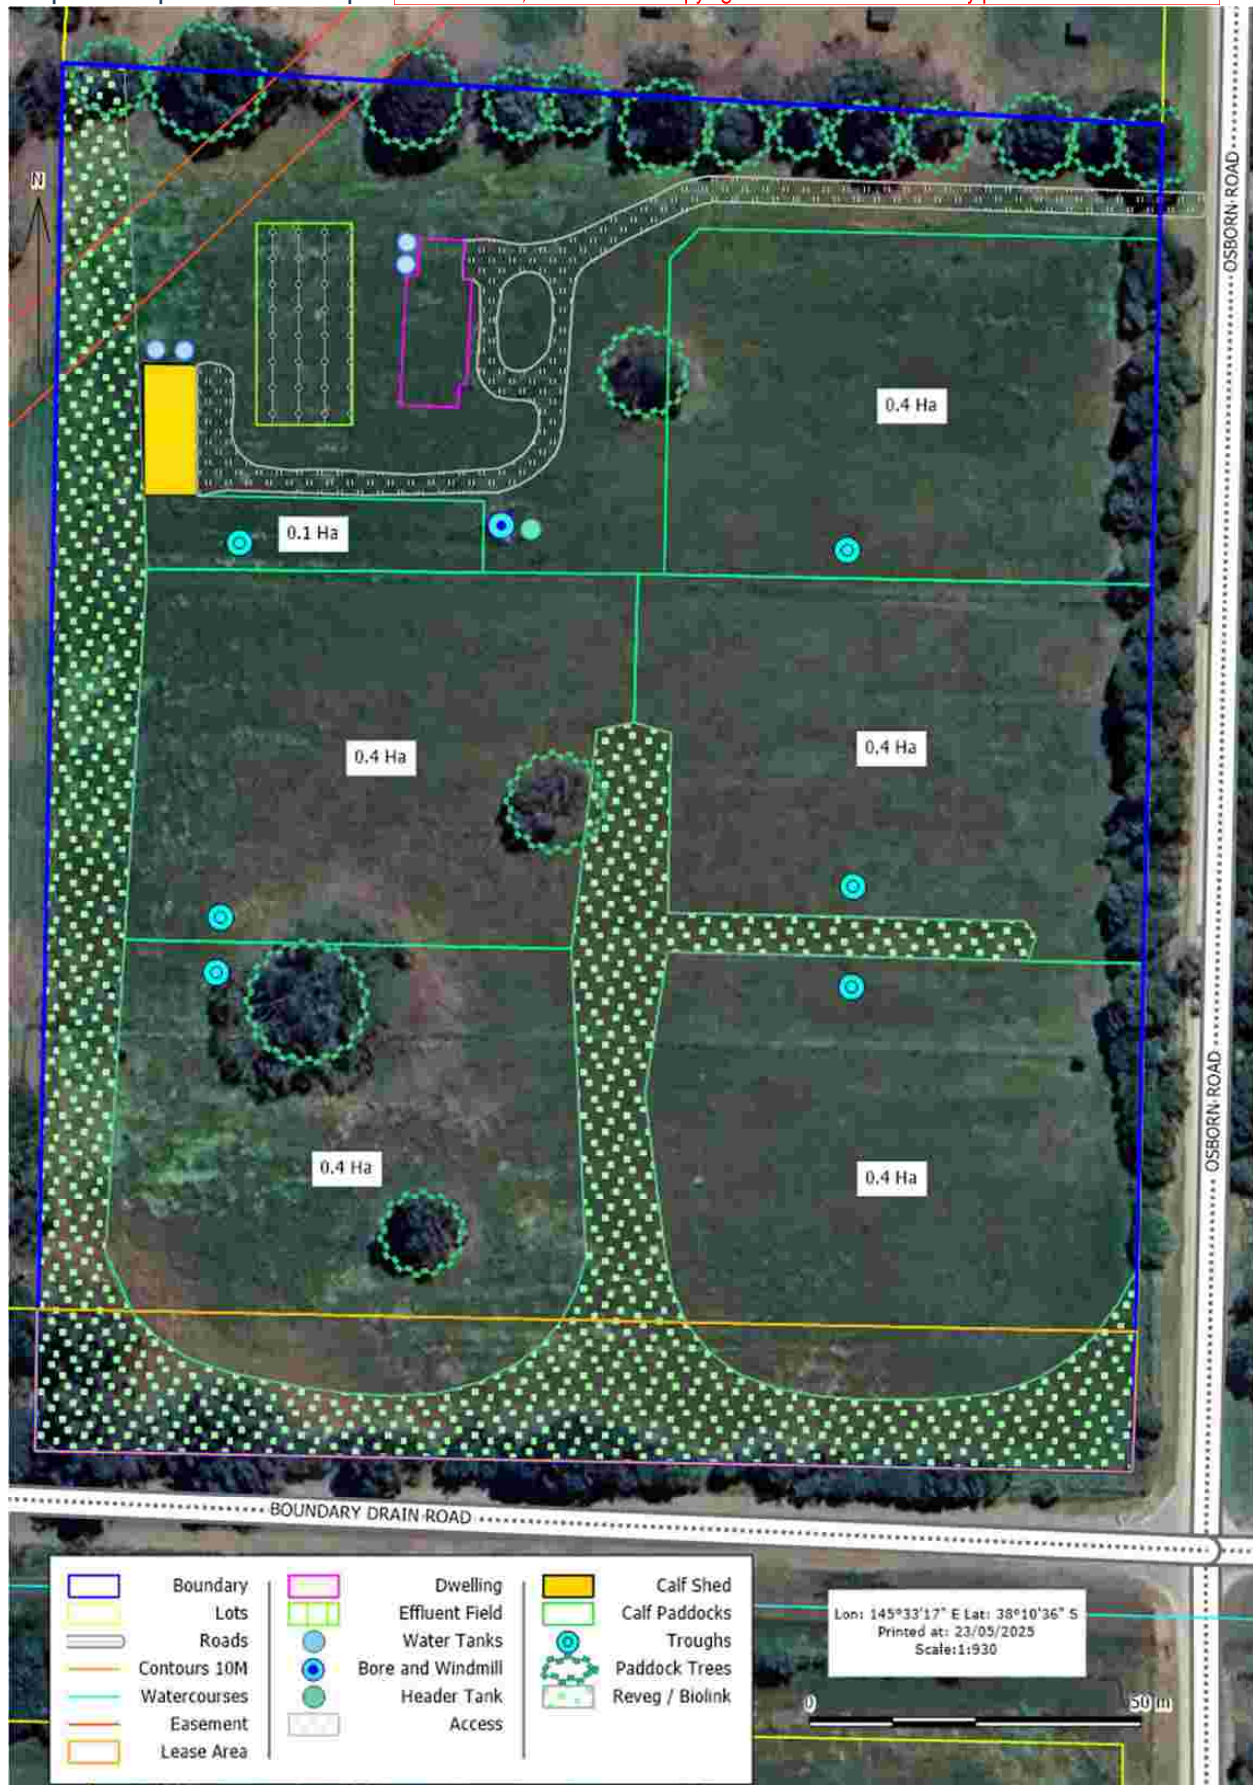 N
OSBORN ROAD
0.4 Ha
0.1 Ha
0.4 Ha
0.4 Ha
OSBORN ROAD
0.4 Ha
0.4 Ha
BOUNDARY DRAIN ROAD
Boundary
Lots
Roads
Contours 10M
Watercourses
Easement
Lease Area
Dwelling
Effluent Field
Water Tanks
Bore and Windmill
Header Tank
Access
Calf Shed
Calf Paddocks
Troughs
Paddock Trees
Reveg / Biolink
Lon: 145°33'17" E Lat: 38°10'36" S
Printed at: 23/05/2025
Scale:1:930
0 50 m